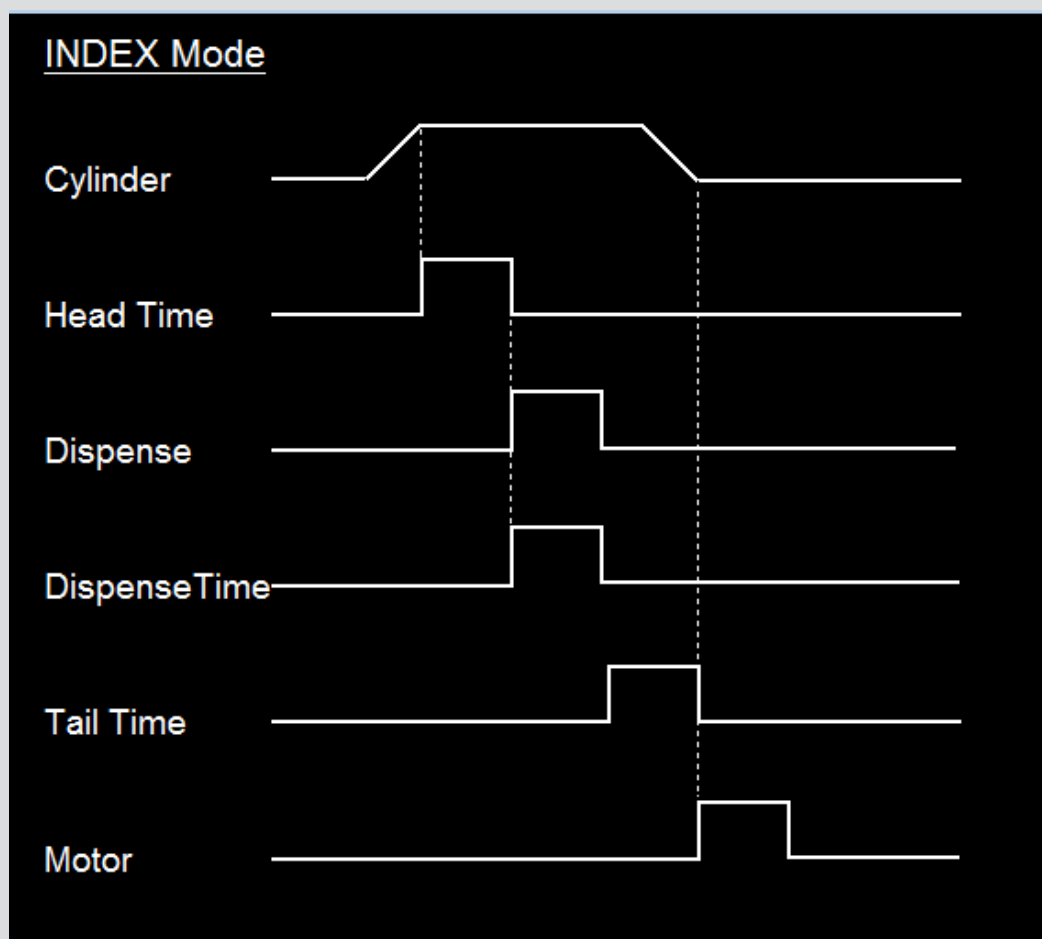 INDEX Mode
Cylinder
Head Time
Dispense
DispenseTime
Tail Time
Motor